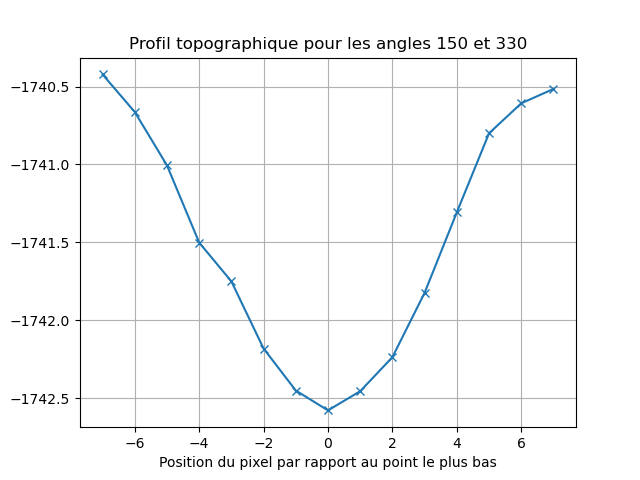 Profil topographique pour les angles 150 et 330
−1740.5
−1741.0
−1741.5
−1742.0
−1742.5
−6 −4 −2 0 2 4 6
Position du pixel par rapport au point le plus bas